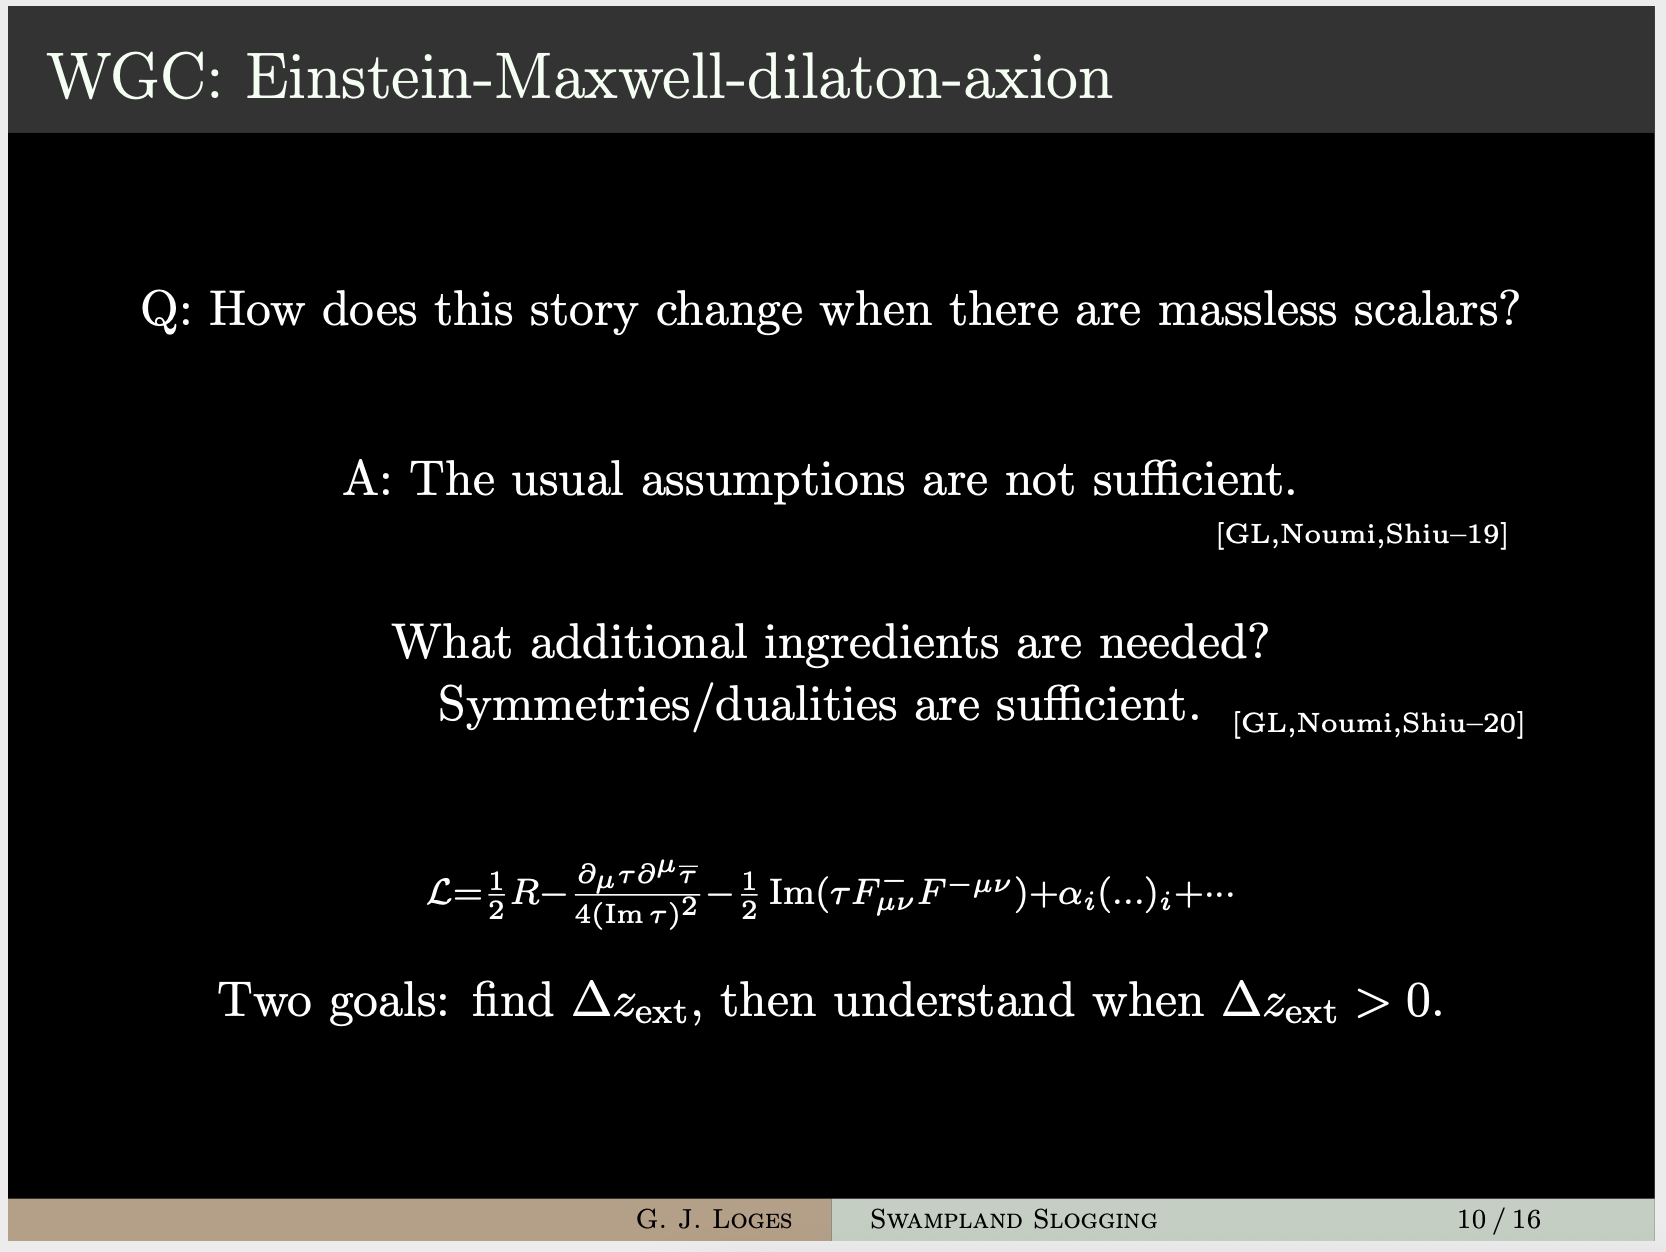 WGC: Einstein-Maxwell-dilaton-axion
Q: How does this story change when there are massless scalars?
A: The usual assumptions are not sufficient.
[GL,Noumi,Shiu–19]
What additional ingredients are needed?
Symmetries/dualities are sufficient. [GL,Noumi,Shiu–20]
$\mathcal{L}=\frac{1}{2}R-\frac{\partial_\mu\tau\partial^\mu\overline{\tau}}{4(\operatorname{Im}\tau)^2}-\frac{1}{2}\operatorname{Im}(\tau F^-_{\mu\nu}F^{-\mu\nu})+\alpha_i(...)_i+\cdots$
Two goals: find $\Delta z_{\text{ext}}$, then understand when $\Delta z_{\text{ext}} > 0$.
G. J. Loges Swampland Slogging 10 / 16